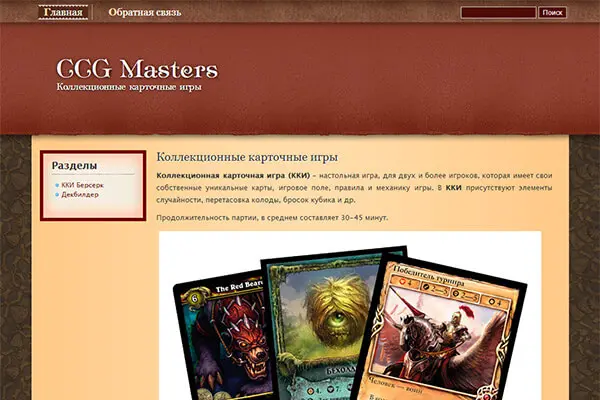 Главная Обратная связь Поиск
CCG Masters
Коллекционные карточные игры
Разделы
ККИ Берсерк
Декбилдер
Коллекционные карточные игры
Коллекционная карточная игра (ККИ) – настольная игра, для двух и более игроков, которая имеет свои
собственные уникальные карты, игровое поле, правила и механику игры. В ККИ присутствуют элементы
случайности, перетасовка колоды, бросок кубика и др.
Продолжительность партии, в среднем составляет 30–45 минут.
The Red Bear
6
БЕХОЛД
Победитель турнира
Человек — воин